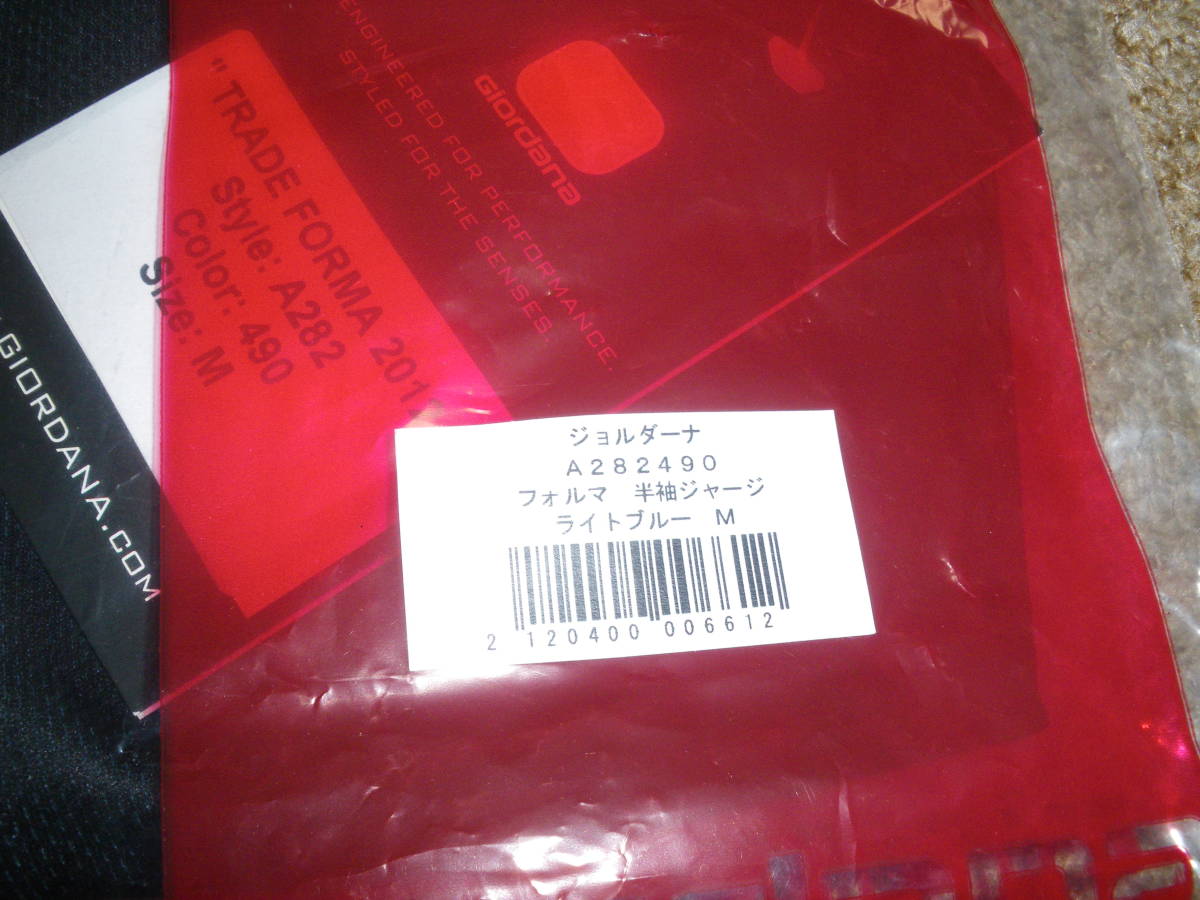 ENGINEERED FOR PERFORMANCE.
STYLED FOR THE SENSES.
Giordana
" TRADE FORMA 201
Style: A282
Color: 490
Size: M
GIORDANA.COM
ジョルダーナ
A282490
フォルマ 半袖ジャージ
ライトブルー M
2 120400 006612